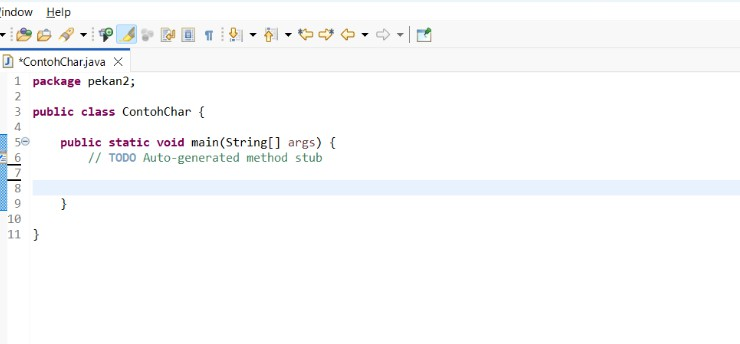 indow Help
*ContohChar.java
1 package pekan2;
2
3 public class ContohChar {
4
5 public static void main(String[] args) {
6 // TODO Auto-generated method stub
7
8
9 }
10
11 }